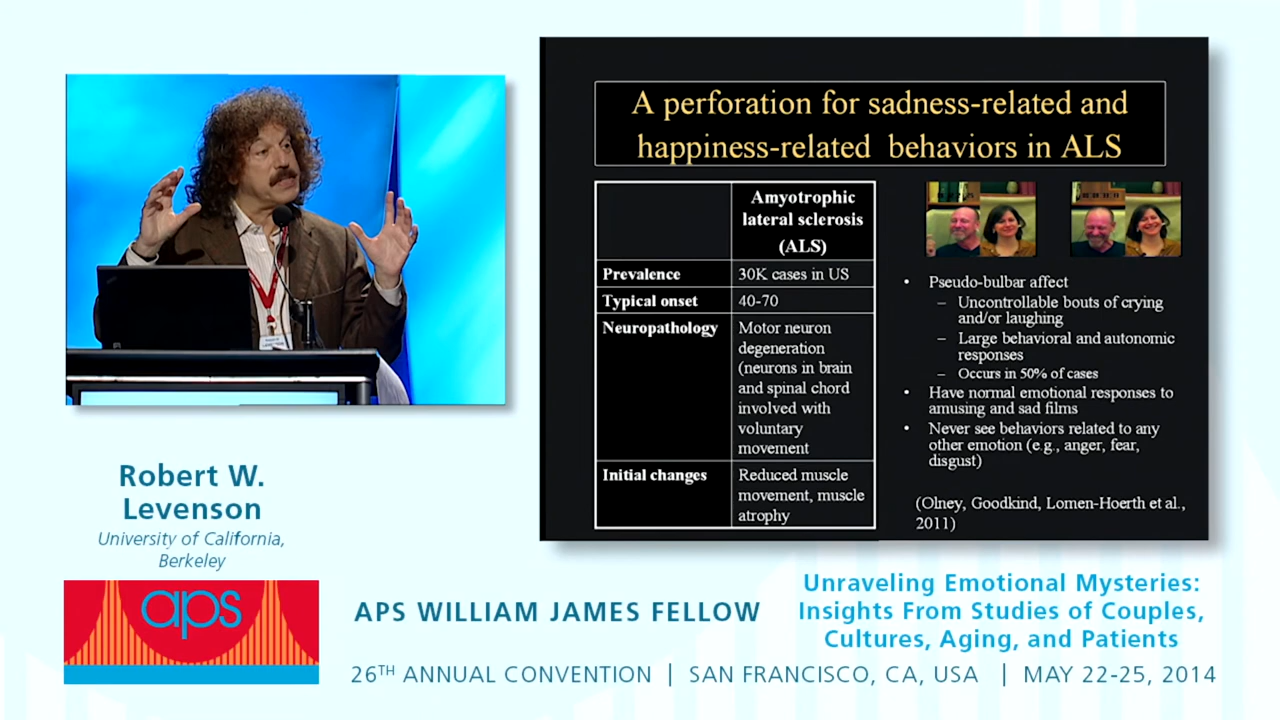 A perforation for sadness-related and
happiness-related behaviors in ALS
Amyotrophic
lateral sclerosis
(ALS)
Prevalence
30K cases in US
Typical onset
40-70
Neuropathology
Motor neuron
degeneration
(neurons in brain
and spinal chord
involved with
voluntary
movement
Initial changes
Reduced muscle
movement, muscle
atrophy
• Pseudo-bulbar affect
– Uncontrollable bouts of crying
and/or laughing
– Large behavioral and autonomic
responses
– Occurs in 50% of cases
• Have normal emotional responses to
amusing and sad films
• Never see behaviors related to any
other emotion (e.g., anger, fear,
disgust)
(Olney, Goodkind, Lomen-Hoerth et al.,
2011)
Robert W.
Levenson
University of California,
Berkeley
aps
APS WILLIAM JAMES FELLOW
Unraveling Emotional Mysteries:
Insights From Studies of Couples,
Cultures, Aging, and Patients
26TH ANNUAL CONVENTION | SAN FRANCISCO, CA, USA | MAY 22-25, 2014